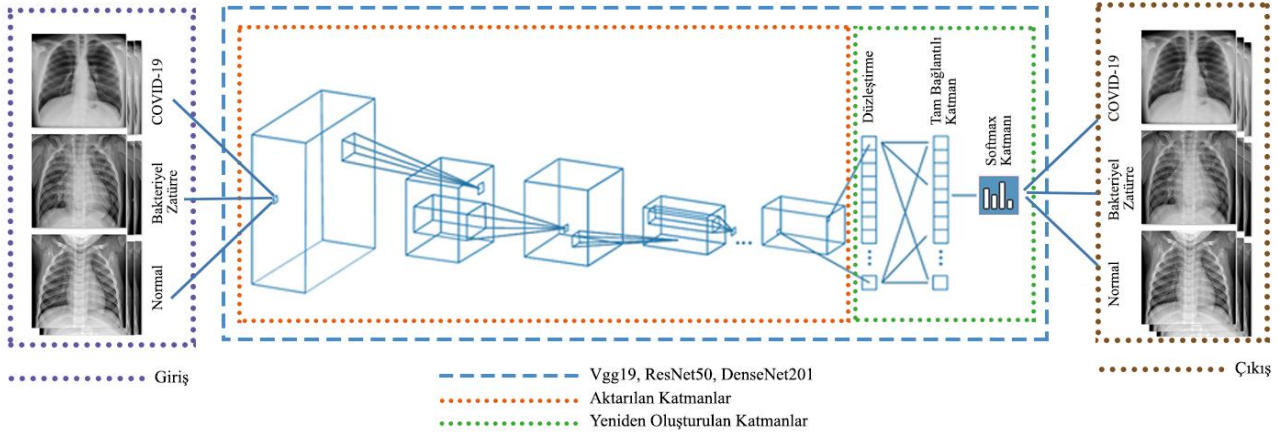 COVID-19
Bakteriyel
Zatürre
Normal
Giriş
Düzleştirme
Tam Bağlantılı
Katman
Softmax
Katmanı
COVID-19
Bakteriyel
Zatürre
Normal
Çıkış
Vgg19, ResNet50, DenseNet201
Aktarılan Katmanlar
Yeniden Oluşturulan Katmanlar